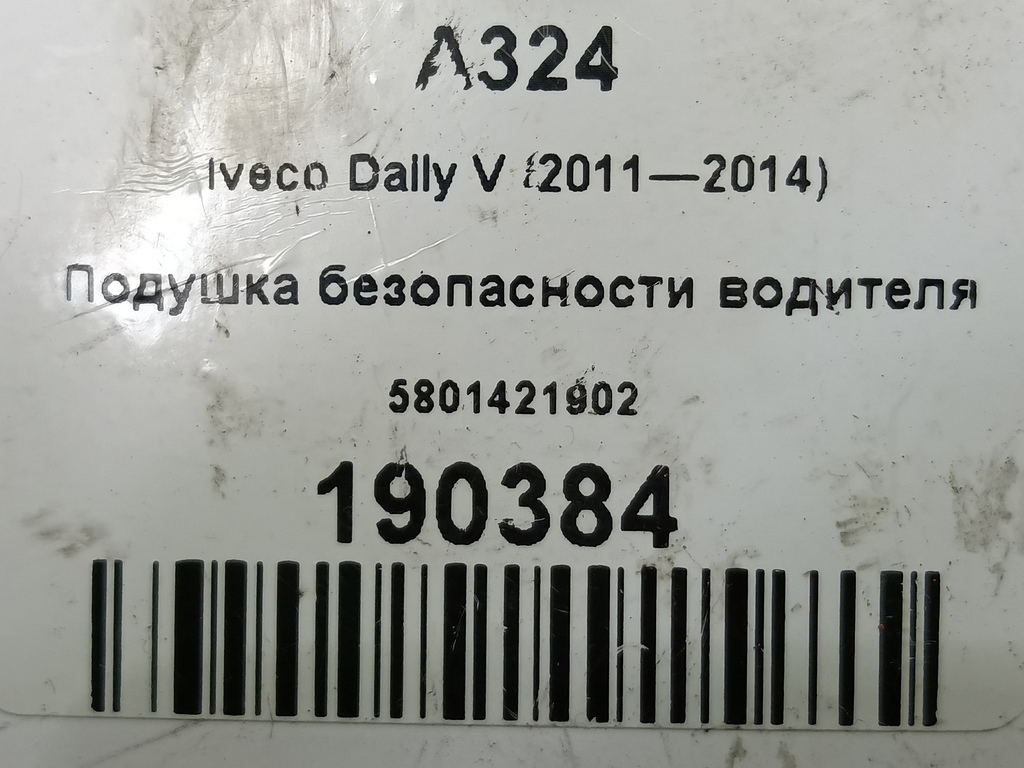 A324
Iveco Daily V (2011—2014)
Подушка безопасности водителя
5801421902
190384